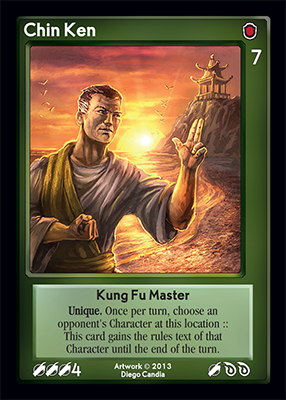 Chin Ken
7
Kung Fu Master
Unique. Once per turn, choose an
opponent's Character at this location ::
This card gains the rules text of that
Character until the end of the turn.
4
Artwork © 2013
Diego Candia